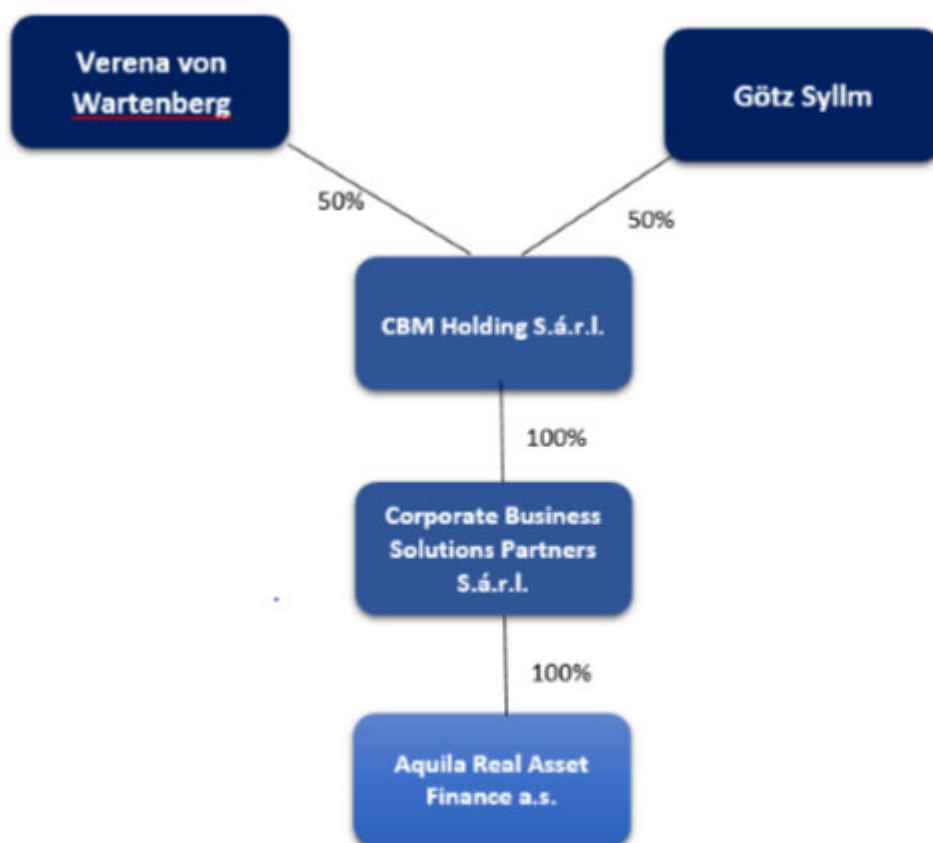 Verena von
Wartenberg
Götz Syllm
50%
50%
CBM Holding S.á.r.l.
100%
Corporate Business
Solutions Partners
S.á.r.l.
100%
Aquila Real Asset
Finance a.s.